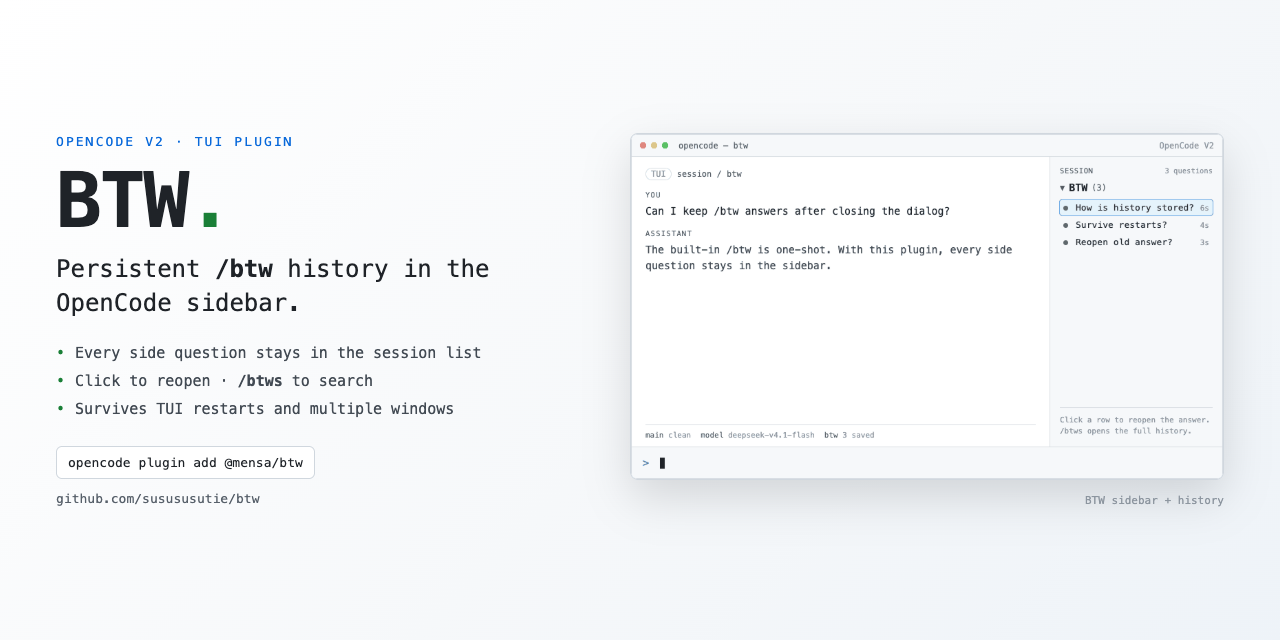 OPENCODE V2 · TUI PLUGIN
BTW.
Persistent /btw history in the
OpenCode sidebar.
• Every side question stays in the session list
• Click to reopen · /btws to search
• Survives TUI restarts and multiple windows
opencode plugin add @mensa/btw
github.com/susususutie/btw
opencode — btw
OpenCode V2
TUI session / btw
YOU
Can I keep /btw answers after closing the dialog?
ASSISTANT
The built-in /btw is one-shot. With this plugin, every side
question stays in the sidebar.
main clean model deepseek-v4.1-flash btw 3 saved
>
SESSION 3 questions
▼ BTW (3)
● How is history stored? 6s
● Survive restarts? 4s
● Reopen old answer? 3s
Click a row to reopen the answer.
/btws opens the full history.
BTW sidebar + history